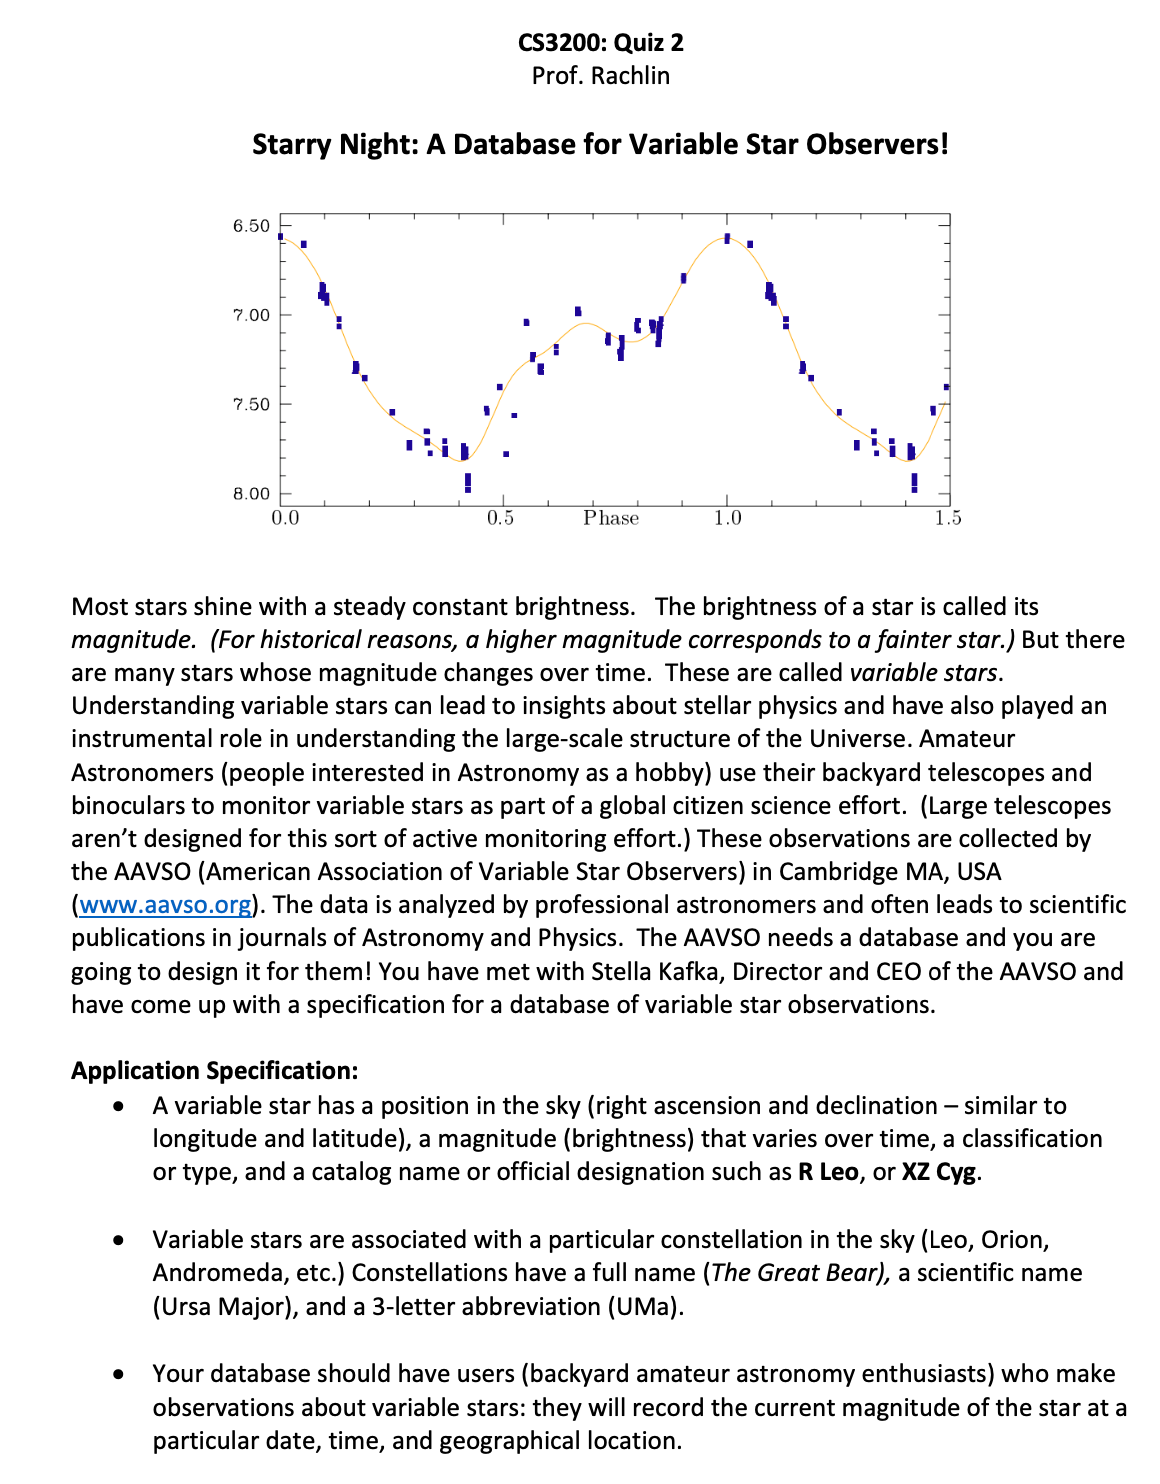 CS3200: Quiz 2
Prof. Rachlin
Starry Night: A Database for Variable Star Observers!
6.50
7.00
7.50
8.00
0.0 0.5 Phase 1.0 1.5
Most stars shine with a steady constant brightness. The brightness of a star is called its
magnitude. (For historical reasons, a higher magnitude corresponds to a fainter star.) But there
are many stars whose magnitude changes over time. These are called variable stars.
Understanding variable stars can lead to insights about stellar physics and have also played an
instrumental role in understanding the large-scale structure of the Universe. Amateur
Astronomers (people interested in Astronomy as a hobby) use their backyard telescopes and
binoculars to monitor variable stars as part of a global citizen science effort. (Large telescopes
aren’t designed for this sort of active monitoring effort.) These observations are collected by
the AAVSO (American Association of Variable Star Observers) in Cambridge MA, USA
(www.aavso.org). The data is analyzed by professional astronomers and often leads to scientific
publications in journals of Astronomy and Physics. The AAVSO needs a database and you are
going to design it for them! You have met with Stella Kafka, Director and CEO of the AAVSO and
have come up with a specification for a database of variable star observations.
Application Specification:
• A variable star has a position in the sky (right ascension and declination – similar to
longitude and latitude), a magnitude (brightness) that varies over time, a classification
or type, and a catalog name or official designation such as R Leo, or XZ Cyg.
• Variable stars are associated with a particular constellation in the sky (Leo, Orion,
Andromeda, etc.) Constellations have a full name (The Great Bear), a scientific name
(Ursa Major), and a 3-letter abbreviation (UMa).
• Your database should have users (backyard amateur astronomy enthusiasts) who make
observations about variable stars: they will record the current magnitude of the star at a
particular date, time, and geographical location.